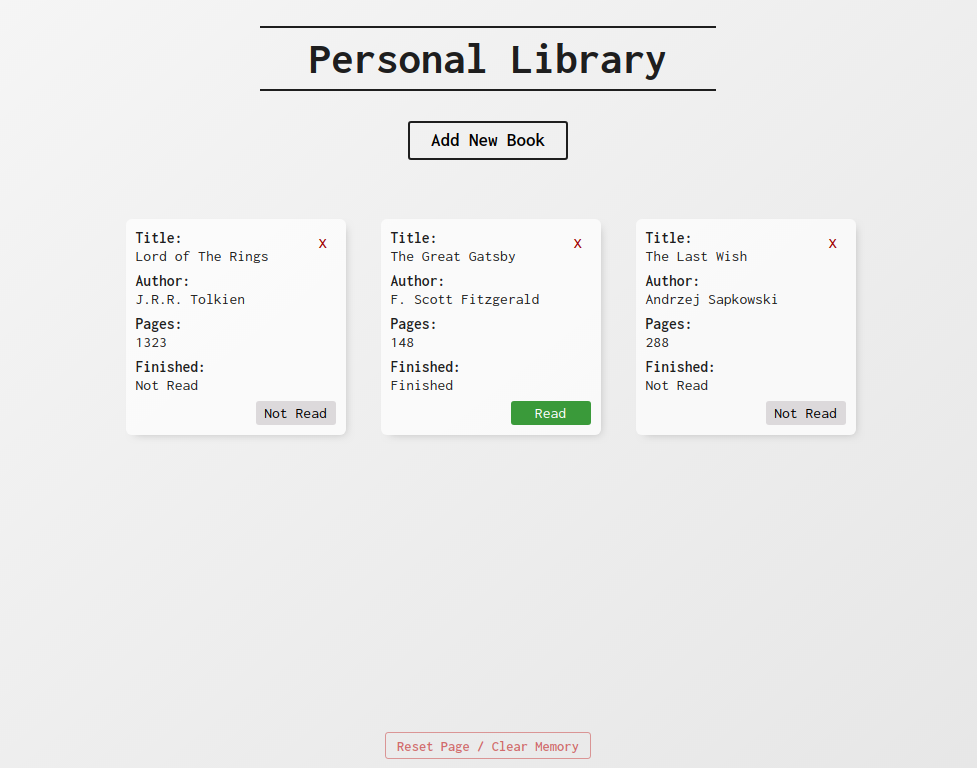 Personal Library
Add New Book
Title:
Lord of The Rings
X
Author:
J.R.R. Tolkien
Pages:
1323
Finished:
Not Read
Not Read
Title:
The Great Gatsby
X
Author:
F. Scott Fitzgerald
Pages:
148
Finished:
Finished
Read
Title:
The Last Wish
X
Author:
Andrzej Sapkowski
Pages:
288
Finished:
Not Read
Not Read
Reset Page / Clear Memory